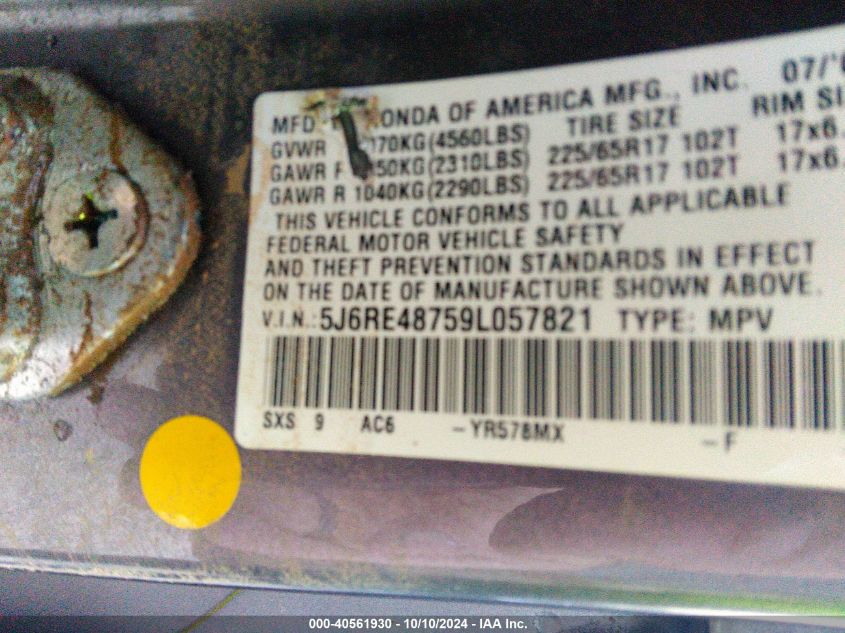 MFD HONDA OF AMERICA MFG., INC. 07/'0
GVWR 070KG(4560LBS) TIRE SIZE RIM SI
GAWR F 050KG(2310LBS) 225/65R17 102T 17x6.
GAWR R 1040KG(2290LBS) 225/65R17 102T 17x6.
THIS VEHICLE CONFORMS TO ALL APPLICABLE
FEDERAL MOTOR VEHICLE SAFETY
AND THEFT PREVENTION STANDARDS IN EFFECT
ON THE DATE OF MANUFACTURE SHOWN ABOVE.
V.I.N.: 5J6RE48759L057821 TYPE: MPV
SXS 9 AC6 -YR578MX -F
000-40561930 - 10/10/2024 - IAA Inc.